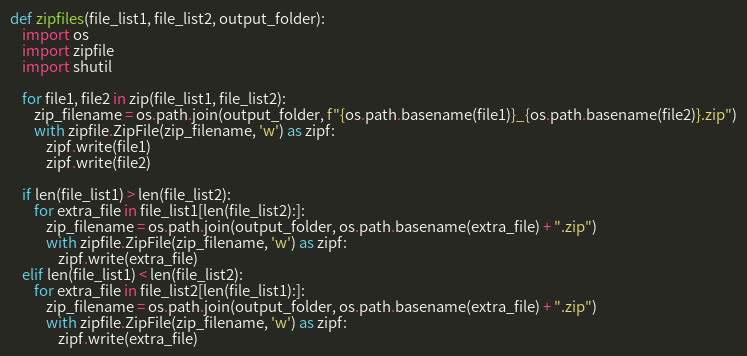 def zipfiles(file_list1, file_list2, output_folder):
    import os
    import zipfile
    import shutil

    for file1, file2 in zip(file_list1, file_list2):
        zip_filename = os.path.join(output_folder, f"{os.path.basename(file1)}_{os.path.basename(file2)}.zip")
        with zipfile.ZipFile(zip_filename, 'w') as zipf:
            zipf.write(file1)
            zipf.write(file2)

    if len(file_list1) > len(file_list2):
        for extra_file in file_list1[len(file_list2):]:
            zip_filename = os.path.join(output_folder, os.path.basename(extra_file) + ".zip")
            with zipfile.ZipFile(zip_filename, 'w') as zipf:
                zipf.write(extra_file)
    elif len(file_list1) < len(file_list2):
        for extra_file in file_list2[len(file_list1):]:
            zip_filename = os.path.join(output_folder, os.path.basename(extra_file) + ".zip")
            with zipfile.ZipFile(zip_filename, 'w') as zipf:
                zipf.write(extra_file)